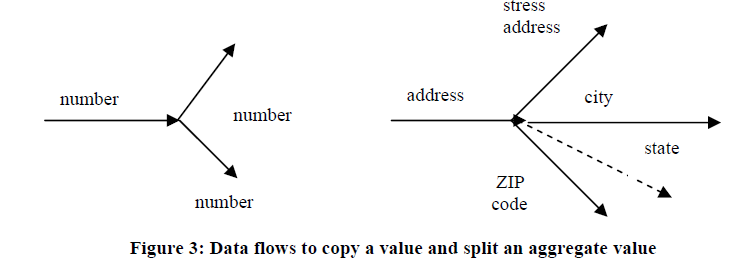 stress
address
number
address
city
number
state
ZIP
code
number
Figure 3: Data flows to copy a value and split an aggregate value